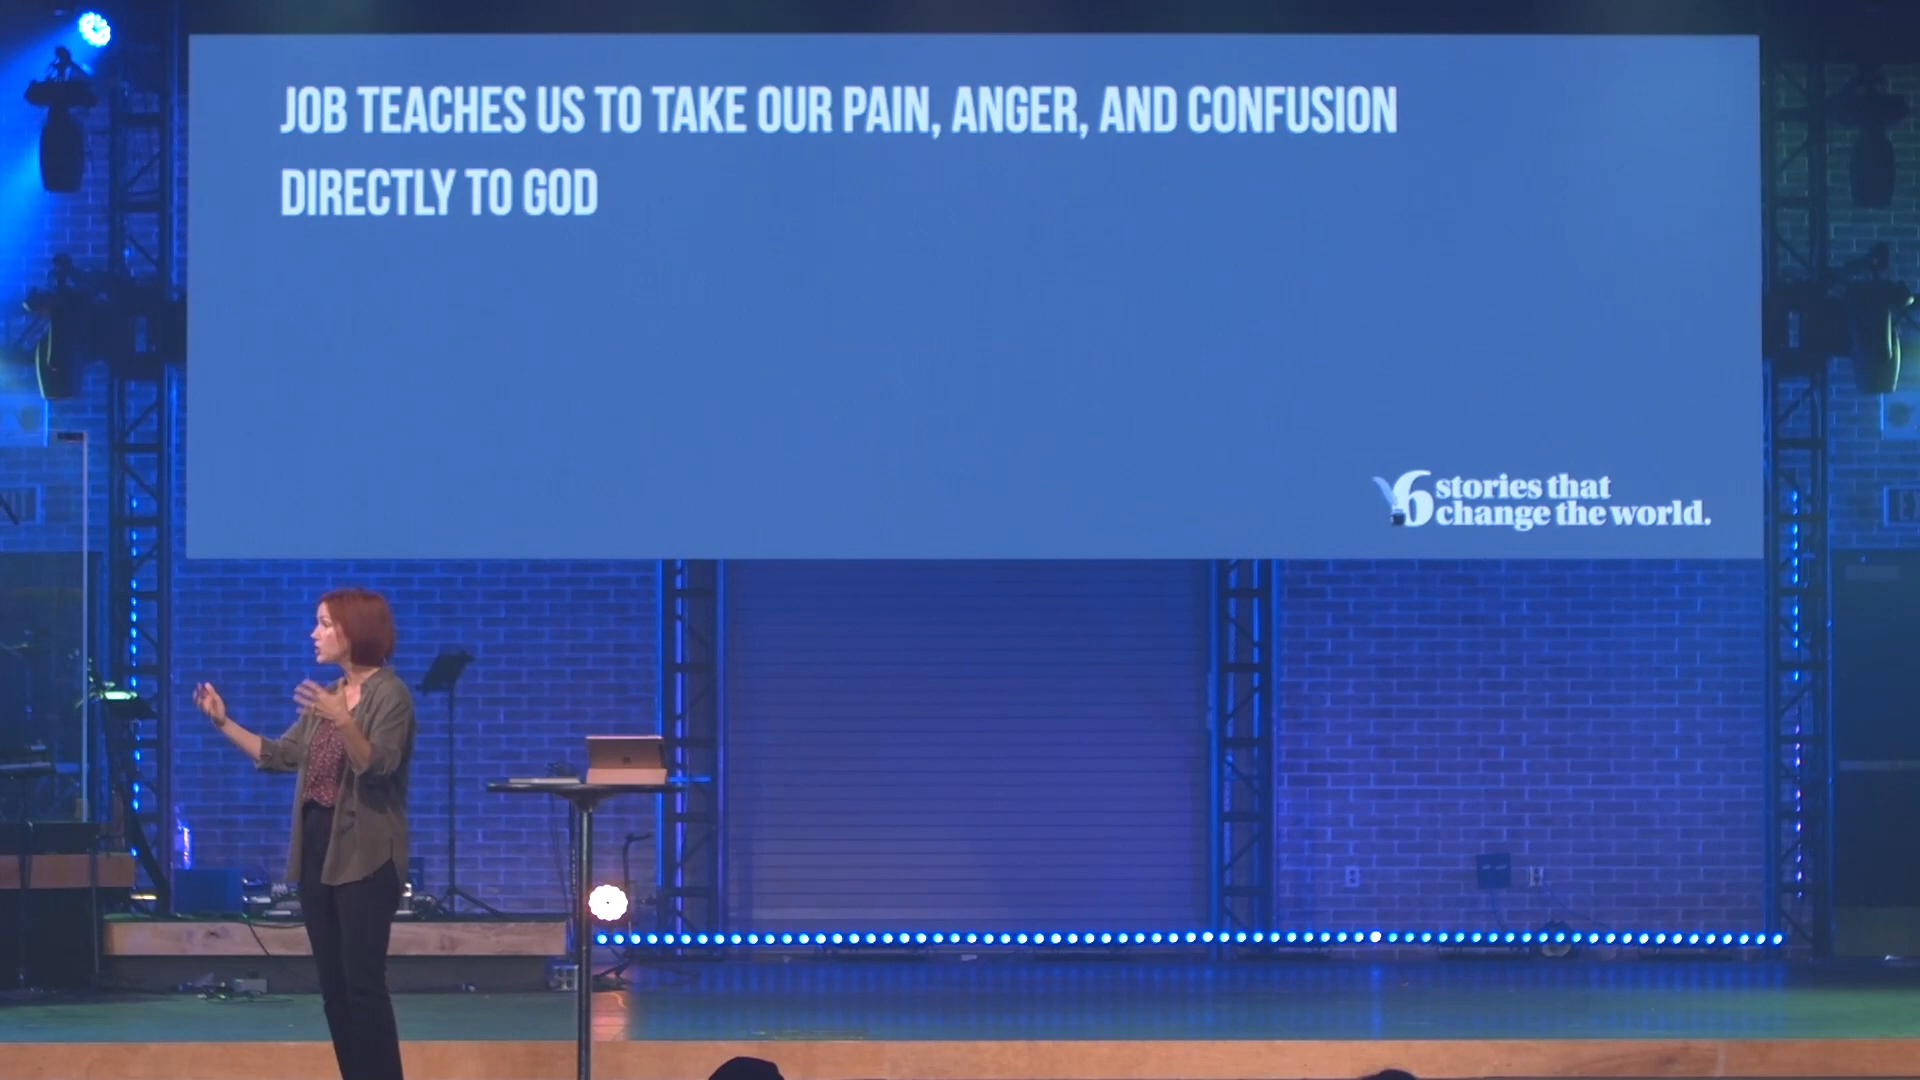 JOB TEACHES US TO TAKE OUR PAIN, ANGER, AND CONFUSION
DIRECTLY TO GOD
6 stories that
change the world.